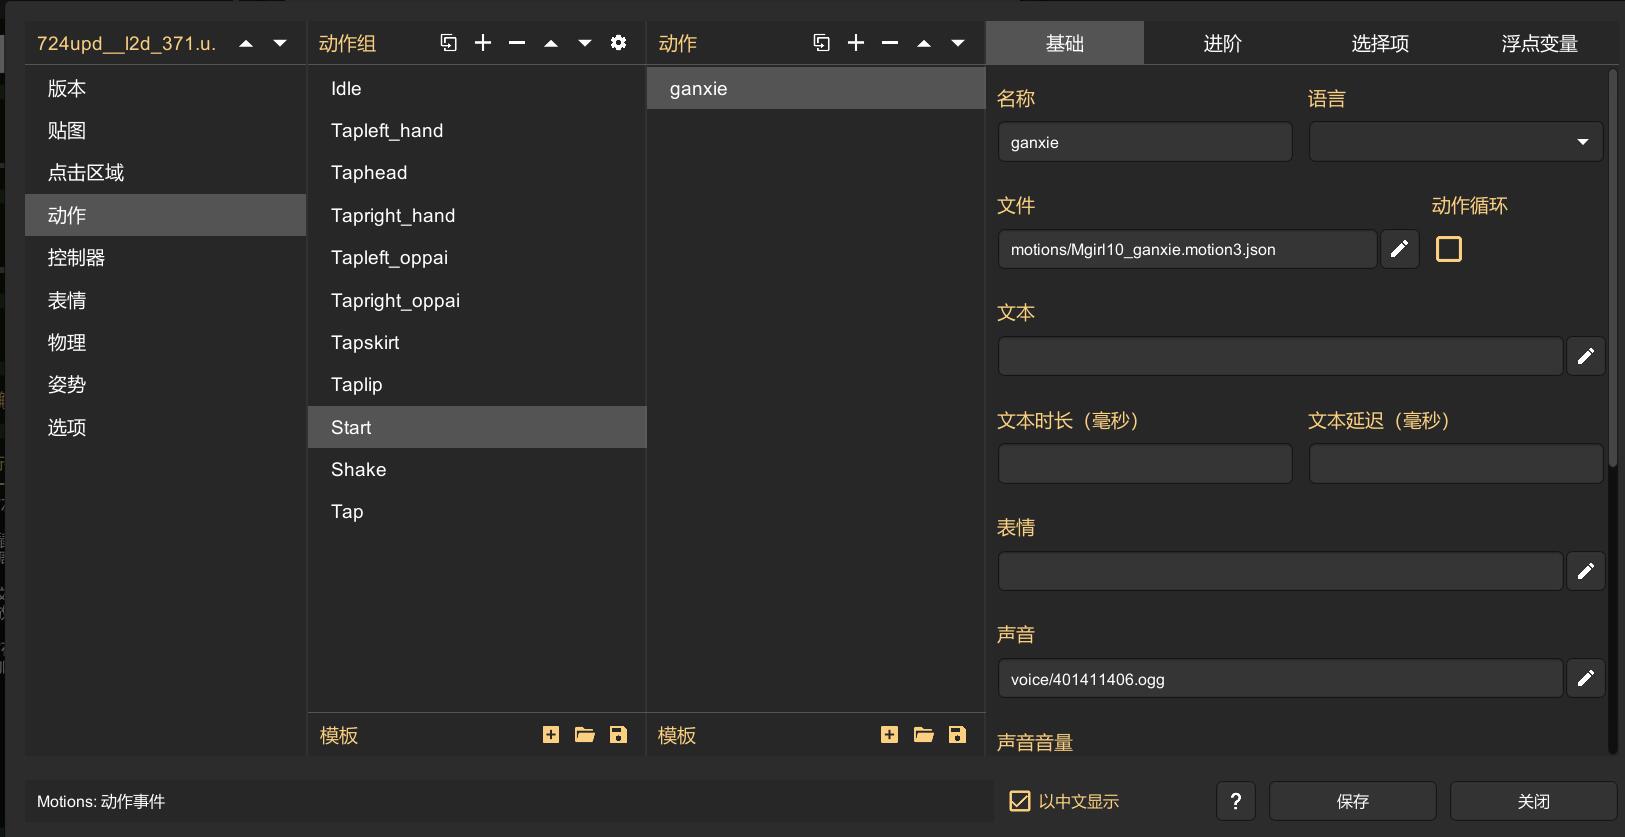 724upd__l2d_371.u.
版本
贴图
点击区域
动作
控制器
表情
物理
姿势
选项
动作组
Idle
Tapleft_hand
Taphead
Tapright_hand
Tapleft_oppai
Tapright_oppai
Tapskirt
Taplip
Start
Shake
Tap
模板
动作
ganxie
模板
基础 进阶 选择项 浮点变量
名称 语言
ganxie
文件 动作循环
motions/Mgirl10_ganxie.motion3.json
文本
文本时长（毫秒） 文本延迟（毫秒）
表情
声音
voice/401411406.ogg
声音音量
Motions: 动作事件
以中文显示
?
保存
关闭